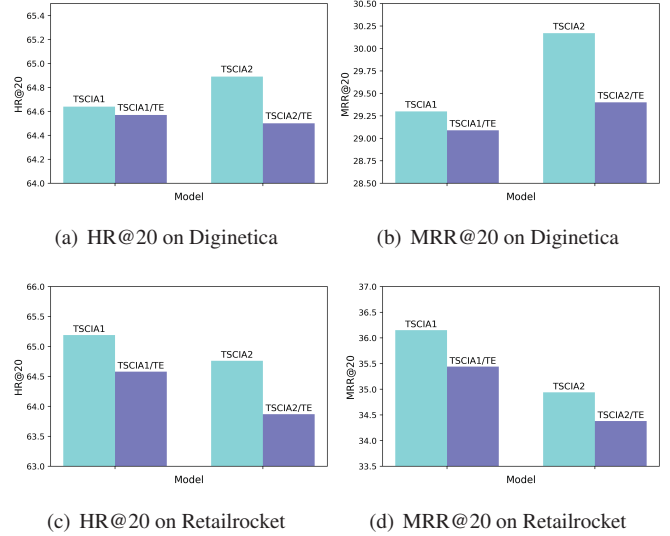 65.4
65.2
65.0
64.8
64.6
64.4
64.2
64.0
HR@20
TSCIA1
TSCIA1/TE
TSCIA2
TSCIA2/TE
Model
(a) HR@20 on Diginetica
30.50
30.25
30.00
29.75
29.50
29.25
29.00
28.75
28.50
MRR@20
TSCIA1
TSCIA1/TE
TSCIA2
TSCIA2/TE
Model
(b) MRR@20 on Diginetica
66.0
65.5
65.0
64.5
64.0
63.5
63.0
HR@20
TSCIA1
TSCIA1/TE
TSCIA2
TSCIA2/TE
Model
(c) HR@20 on Retailrocket
37.0
36.5
36.0
35.5
35.0
34.5
34.0
33.5
MRR@20
TSCIA1
TSCIA1/TE
TSCIA2
TSCIA2/TE
Model
(d) MRR@20 on Retailrocket